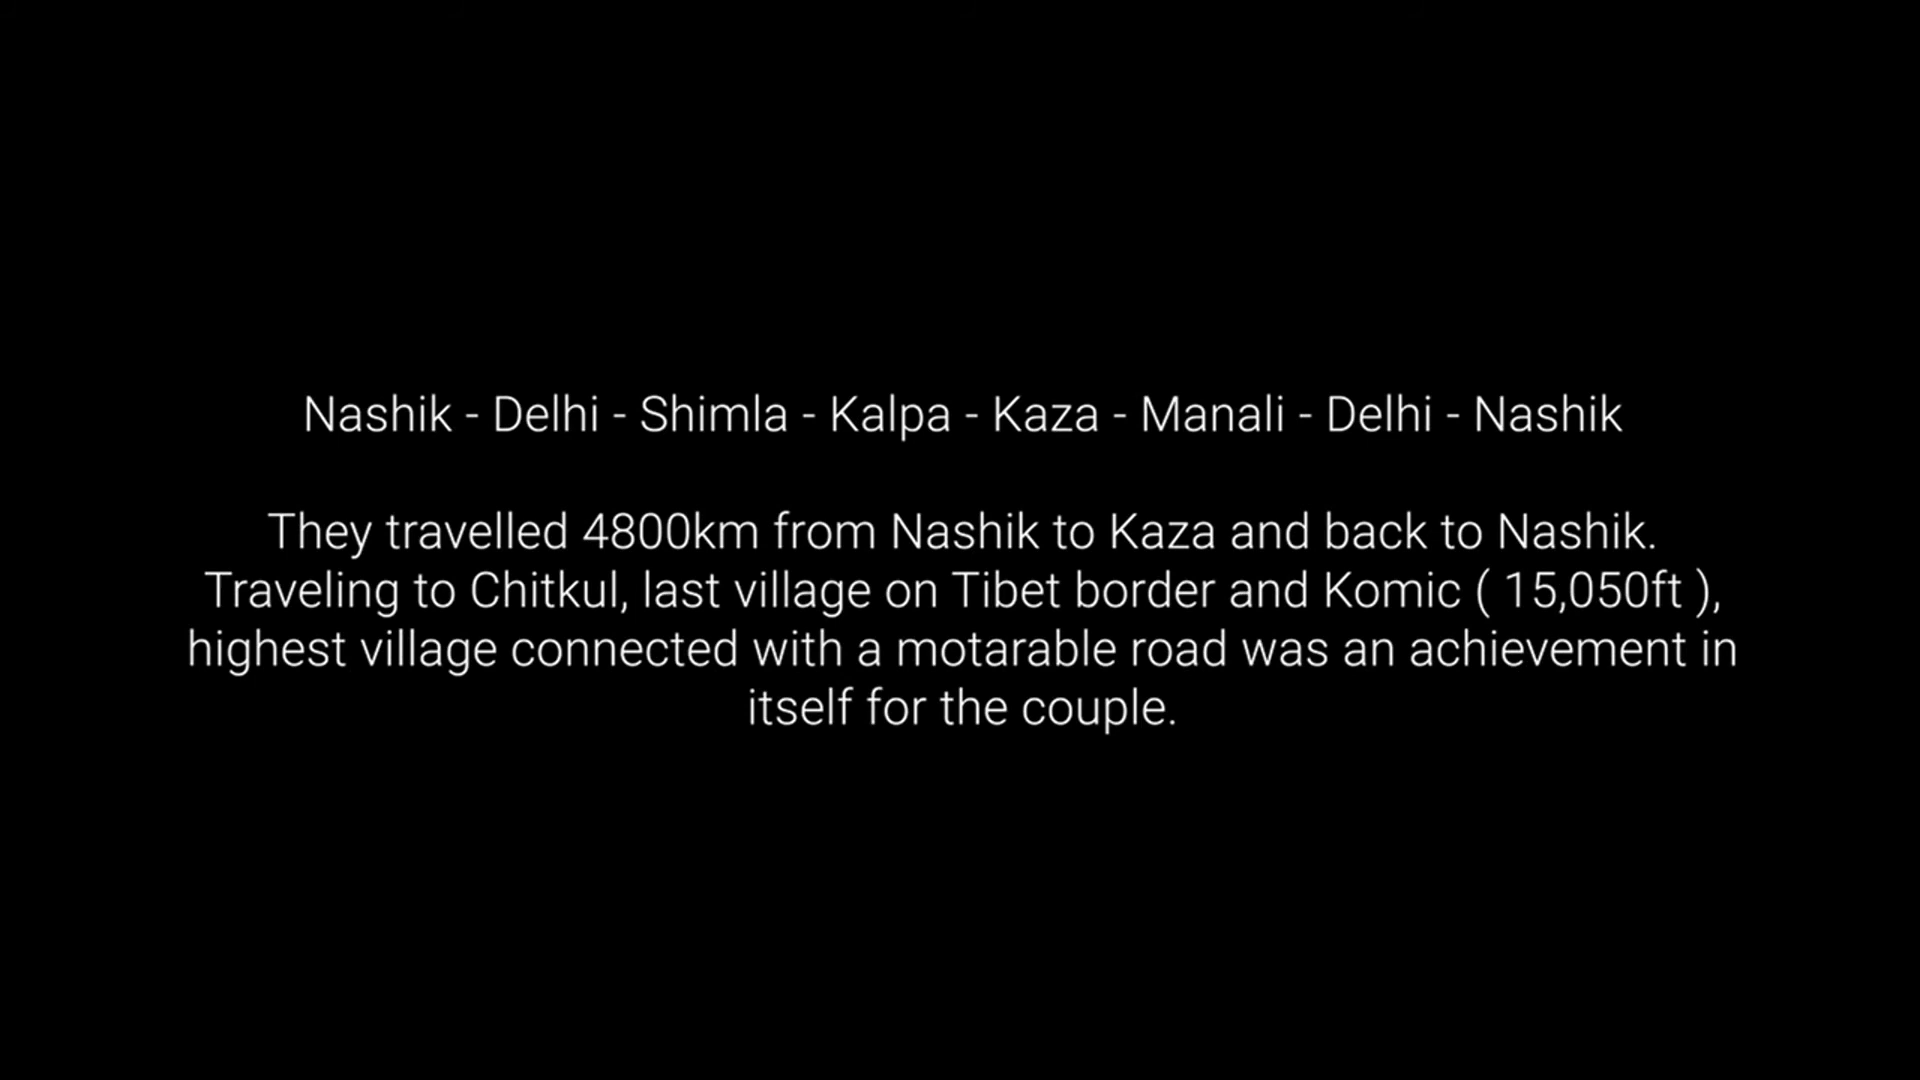 Nashik - Delhi - Shimla - Kalpa - Kaza - Manali - Delhi - Nashik
They travelled 4800km from Nashik to Kaza and back to Nashik.
Traveling to Chitkul, last village on Tibet border and Komic ( 15,050ft ),
highest village connected with a motarable road was an achievement in
itself for the couple.